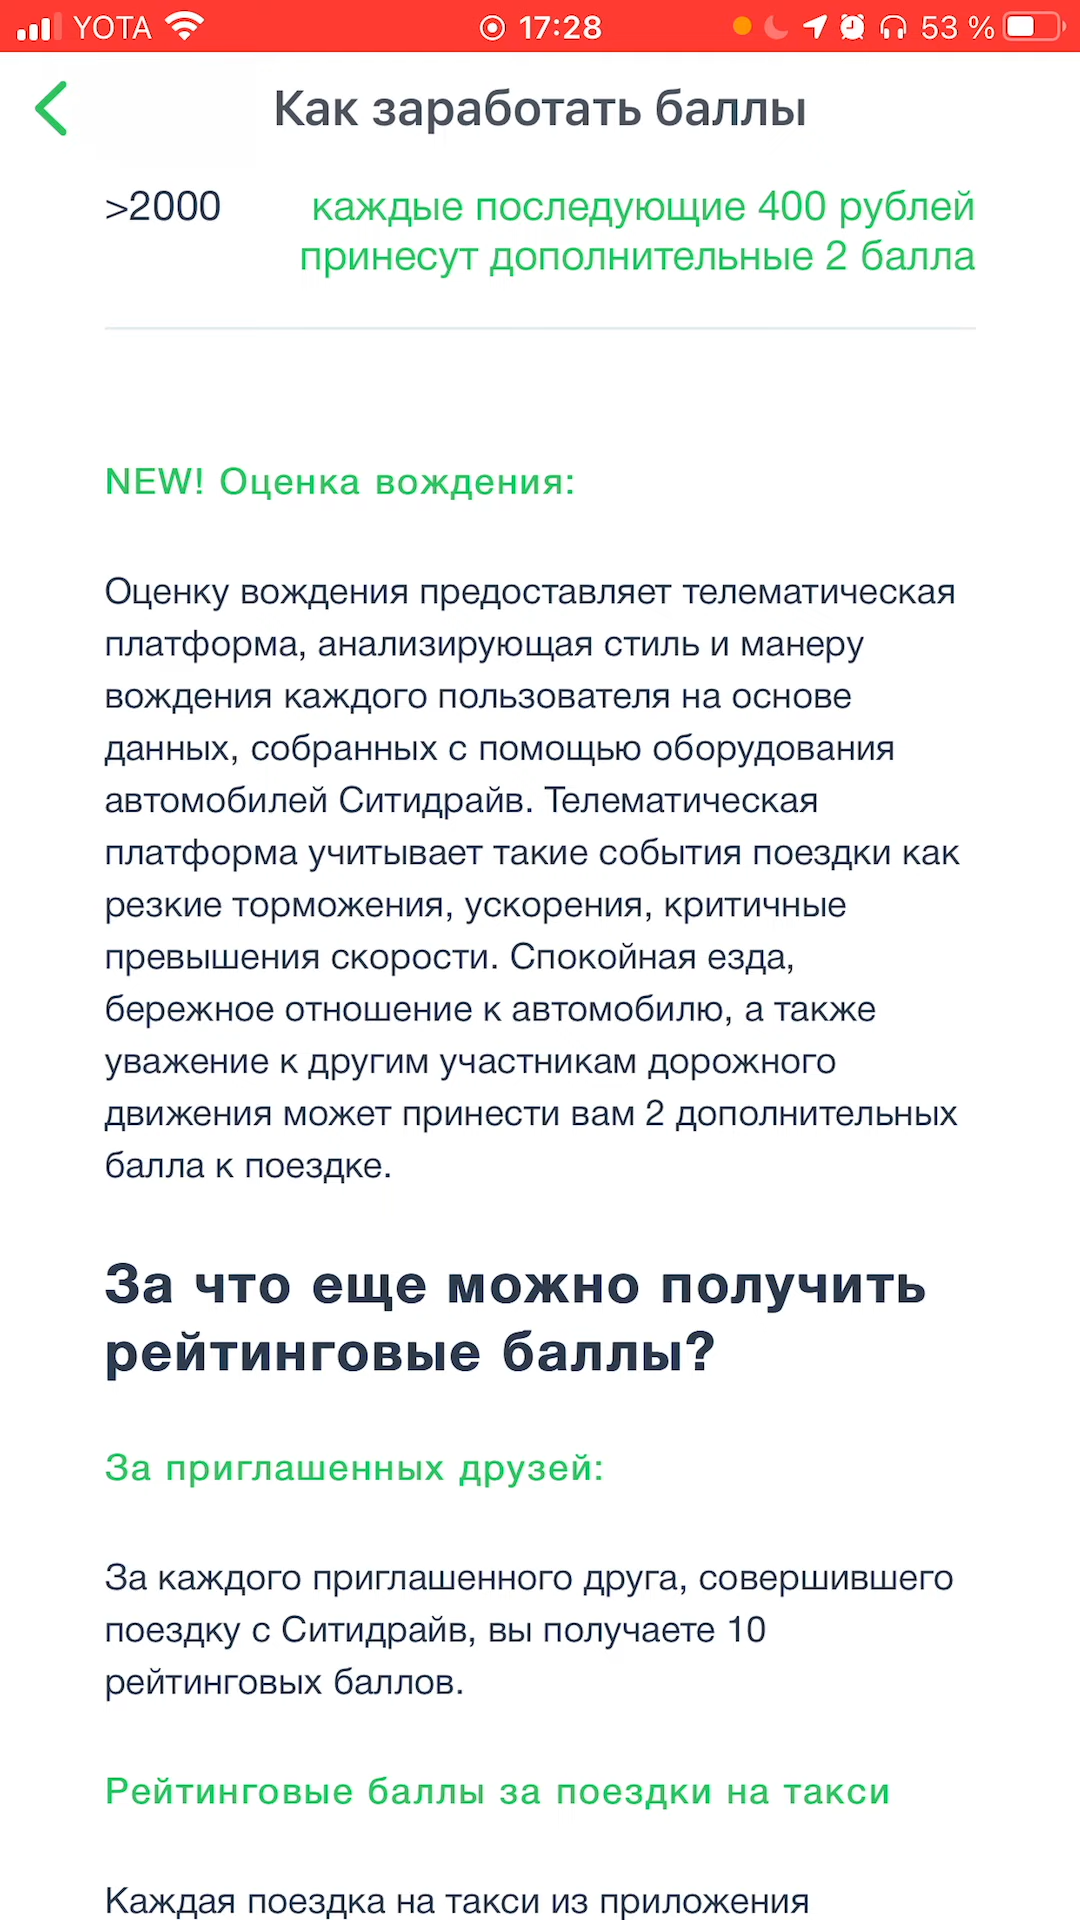 YOTA 17:28 53 %
Как заработать баллы
>2000 каждые последующие 400 рублей
принесут дополнительные 2 балла
NEW! Оценка вождения:
Оценку вождения предоставляет телематическая
платформа, анализирующая стиль и манеру
вождения каждого пользователя на основе
данных, собранных с помощью оборудования
автомобилей Ситидрайв. Телематическая
платформа учитывает такие события поездки как
резкие торможения, ускорения, критичные
превышения скорости. Спокойная езда,
бережное отношение к автомобилю, а также
уважение к другим участникам дорожного
движения может принести вам 2 дополнительных
балла к поездке.
За что еще можно получить
рейтинговые баллы?
За приглашенных друзей:
За каждого приглашенного друга, совершившего
поездку с Ситидрайв, вы получаете 10
рейтинговых баллов.
Рейтинговые баллы за поездки на такси
Каждая поездка на такси из приложения